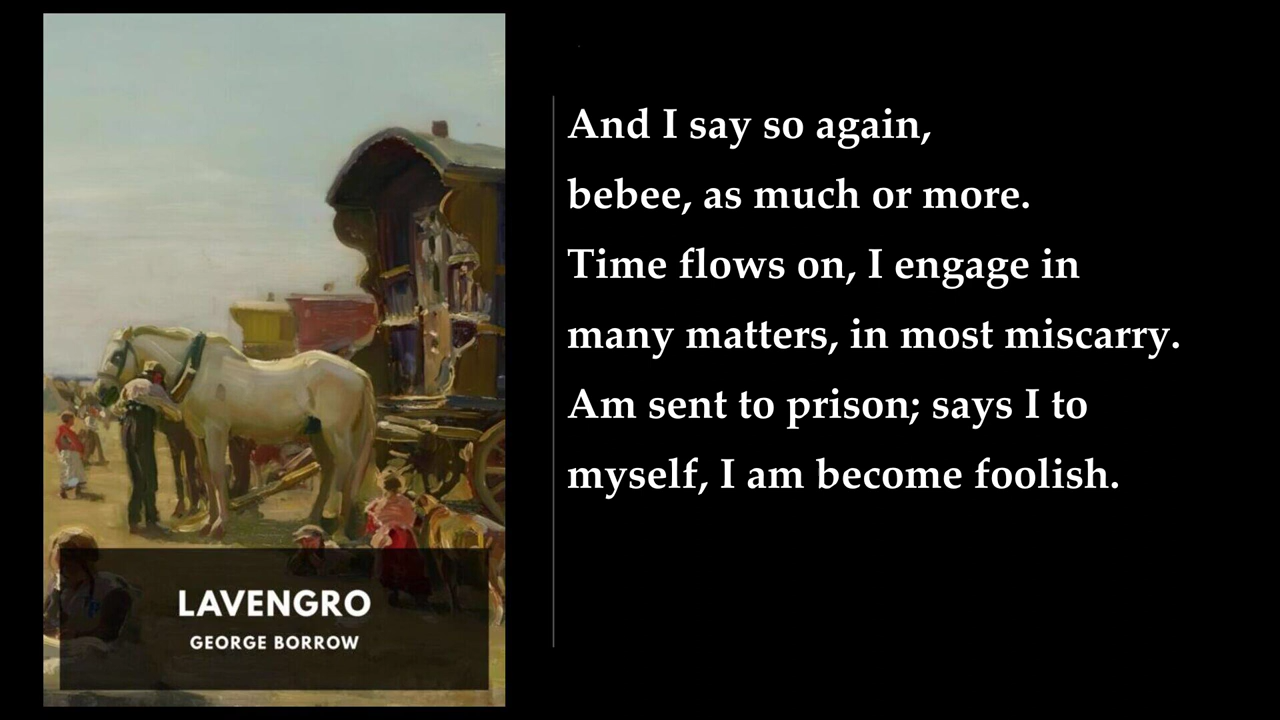 And I say so again,
bebee, as much or more.
Time flows on, I engage in
many matters, in most miscarry.
Am sent to prison; says I to
myself, I am become foolish.
LAVENGRO
GEORGE BORROW